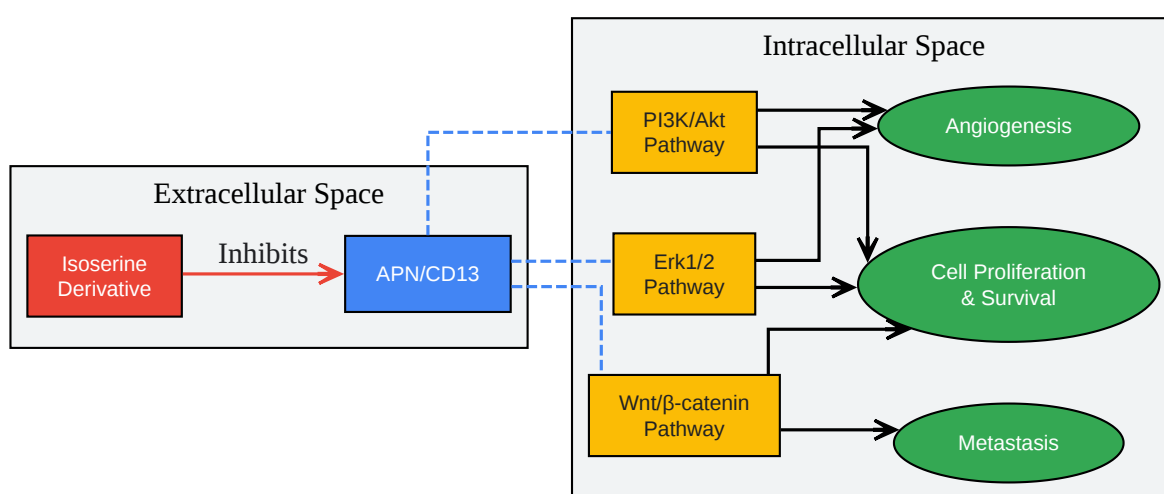 Intracellular Space
PI3K/Akt
Pathway
Angiogenesis
Extracellular Space
Inhibits
Isoserine
Derivative
APN/CD13
Erk1/2
Pathway
Cell Proliferation
& Survival
Wnt/β-catenin
Pathway
Metastasis